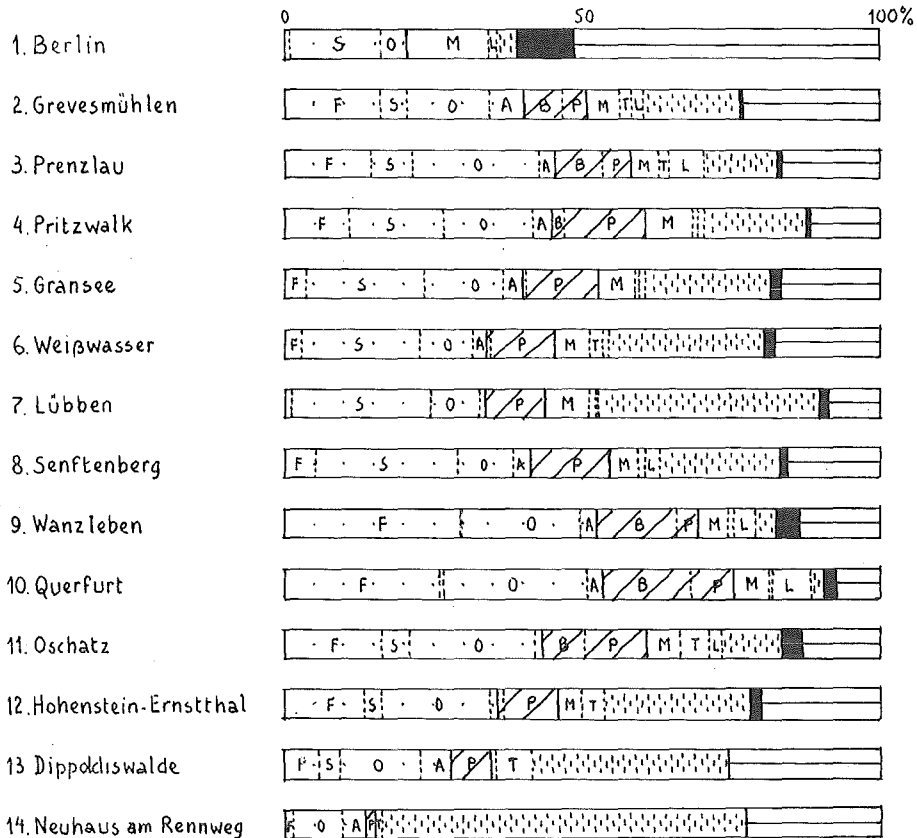 0 50 100%
1. Berlin S O M L
2. Grevesmühlen F S O A B P M T L
3. Prenzlau F S O A B P M T L
4. Pritzwalk F S O A B P M
5. Gransee F S O A P M
6. Weißwasser F S O A P M T
7. Lübben S O P M
8. Senftenberg F S O A P M L
9. Wanzleben F O A B P M L
10. Querfurt F O A B P M L
11. Oschatz F S O B P M T L
12. Hohenstein-Ernstthal F S O P M T
13 Dippoldiswalde F S O A P T
14. Neuhaus am Rennweg F O A P T